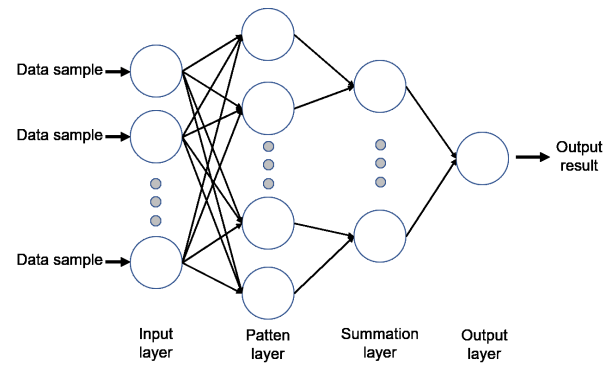 Data sample
Data sample
Data sample
Output
result
Input
layer
Patten
layer
Summation
layer
Output
layer